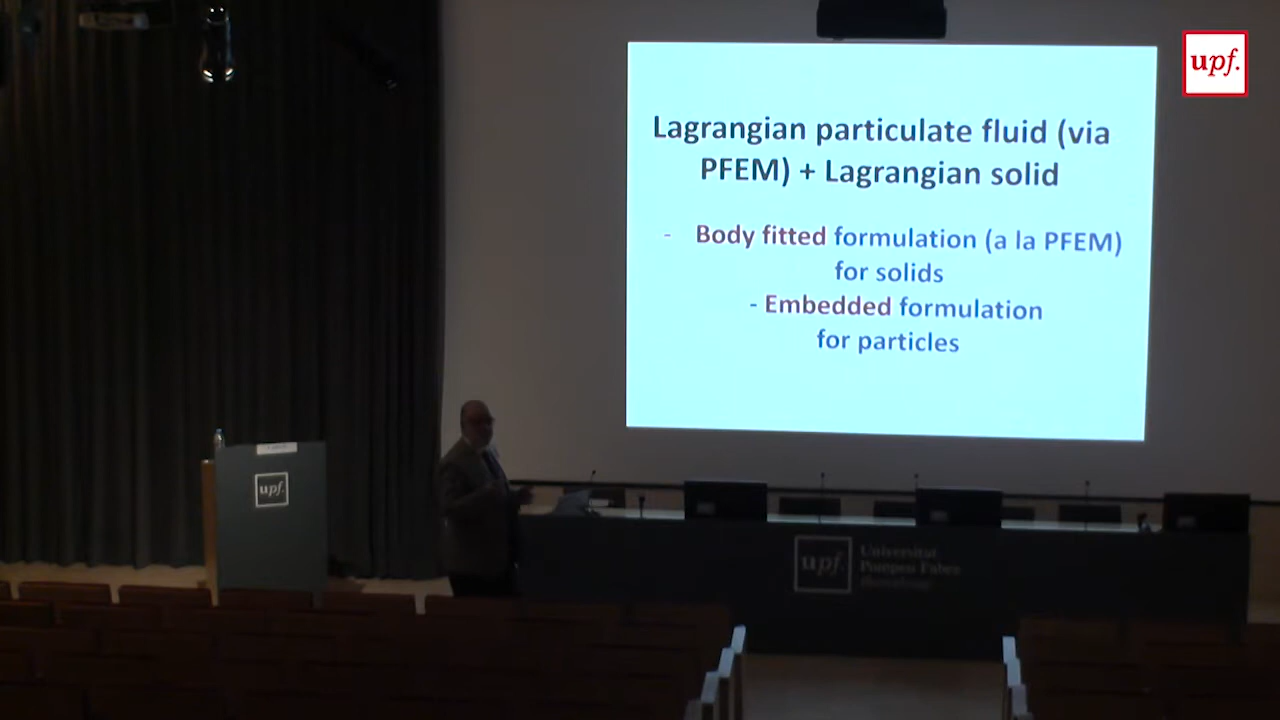 upf.
Lagrangian particulate fluid (via
PFEM) + Lagrangian solid
- Body fitted formulation (a la PFEM)
for solids
- Embedded formulation
for particles
upf.
upf.
Universitat
Pompeu Fabra
Barcelona